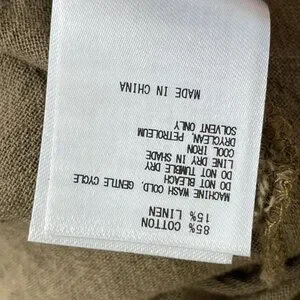 85% COTTON
15% LINEN
MACHINE WASH COLD. GENTLE CYCLE
DO NOT BLEACH
DO NOT TUMBLE DRY
LINE DRY IN SHADE
COOL IRON
DRYCLEAN, PETROLEUM
SOLVENT ONLY
MADE IN CHINA